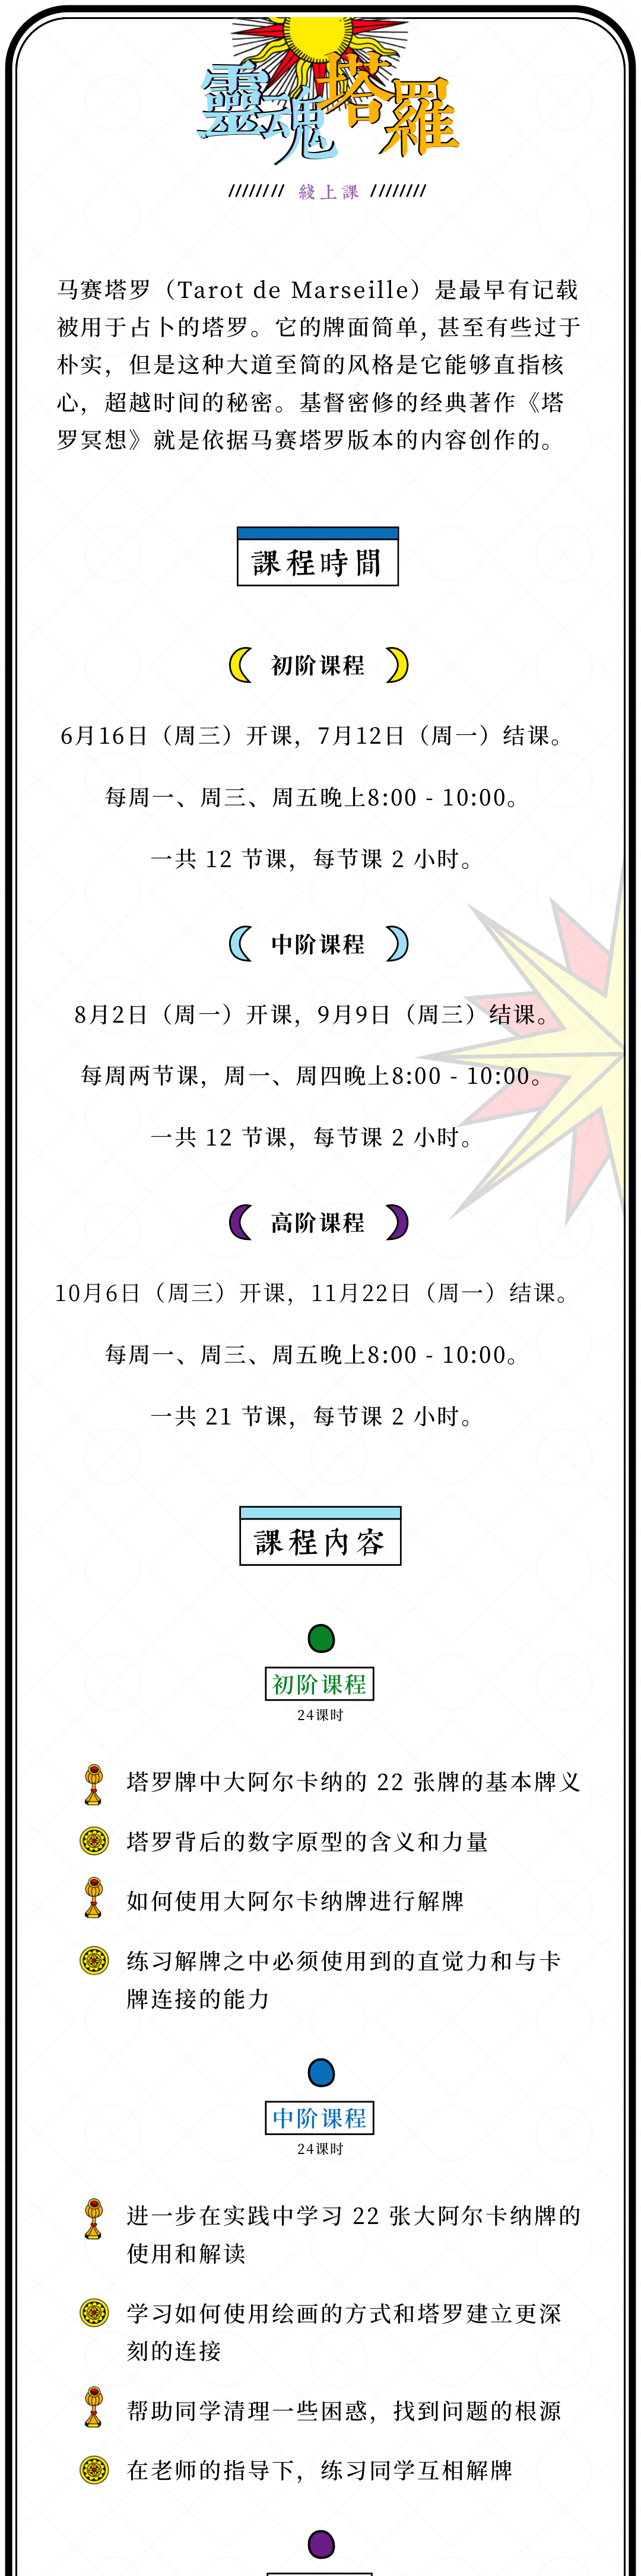 靈魂塔羅
//////// 綫上課 ////////
马赛塔罗（Tarot de Marseille）是最早有记载
被用于占卜的塔罗。它的牌面简单，甚至有些过于
朴实，但是这种大道至简的风格是它能够直指核
心，超越时间的秘密。基督密修的经典著作《塔
罗冥想》就是依据马赛塔罗版本的内容创作的。
課程時間
初阶课程
6月16日（周三）开课，7月12日（周一）结课。
每周一、周三、周五晚上8:00 - 10:00。
一共 12 节课，每节课 2 小时。
中阶课程
8月2日（周一）开课，9月9日（周三）结课。
每周两节课，周一、周四晚上8:00 - 10:00。
一共 12 节课，每节课 2 小时。
高阶课程
10月6日（周三）开课，11月22日（周一）结课。
每周一、周三、周五晚上8:00 - 10:00。
一共 21 节课，每节课 2 小时。
課程內容
初阶课程
24课时
塔罗牌中大阿尔卡纳的 22 张牌的基本牌义
塔罗背后的数字原型的含义和力量
如何使用大阿尔卡纳牌进行解牌
练习解牌之中必须使用到的直觉力和与卡
牌连接的能力
中阶课程
24课时
进一步在实践中学习 22 张大阿尔卡纳牌的
使用和解读
学习如何使用绘画的方式和塔罗建立更深
刻的连接
帮助同学清理一些困惑，找到问题的根源
在老师的指导下，练习同学互相解牌